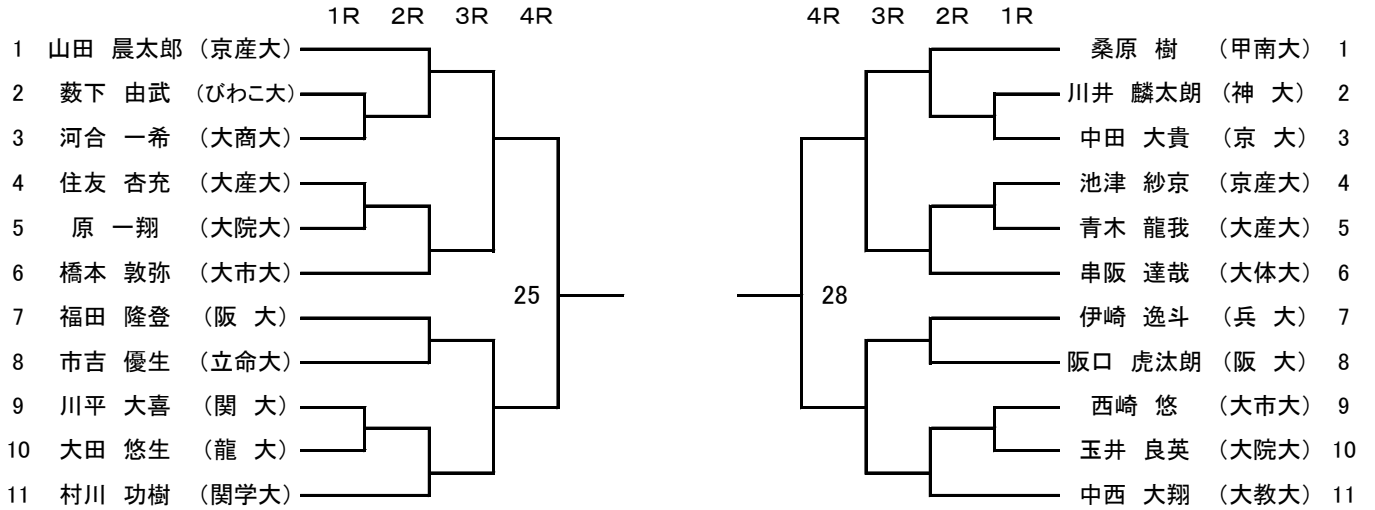 1R 2R 3R 4R 4R 3R 2R 1R
1 山田 晨太郎 (京産大) 桑原 樹 (甲南大) 1
2 薮下 由武 (びわこ大) 川井 麟太朗 (神 大) 2
3 河合 一希 (大商大) 中田 大貴 (京 大) 3
4 住友 杏充 (大産大) 池津 紗京 (京産大) 4
5 原 一翔 (大院大) 青木 龍我 (大産大) 5
6 橋本 敦弥 (大市大) 串阪 達哉 (大体大) 6
25 28
7 福田 隆登 (阪 大) 伊崎 逸斗 (兵 大) 7
8 市吉 優生 (立命大) 阪口 虎汰朗 (阪 大) 8
9 川平 大喜 (関 大) 西崎 悠 (大市大) 9
10 大田 悠生 (龍 大) 玉井 良英 (大院大) 10
11 村川 功樹 (関学大) 中西 大翔 (大教大) 11